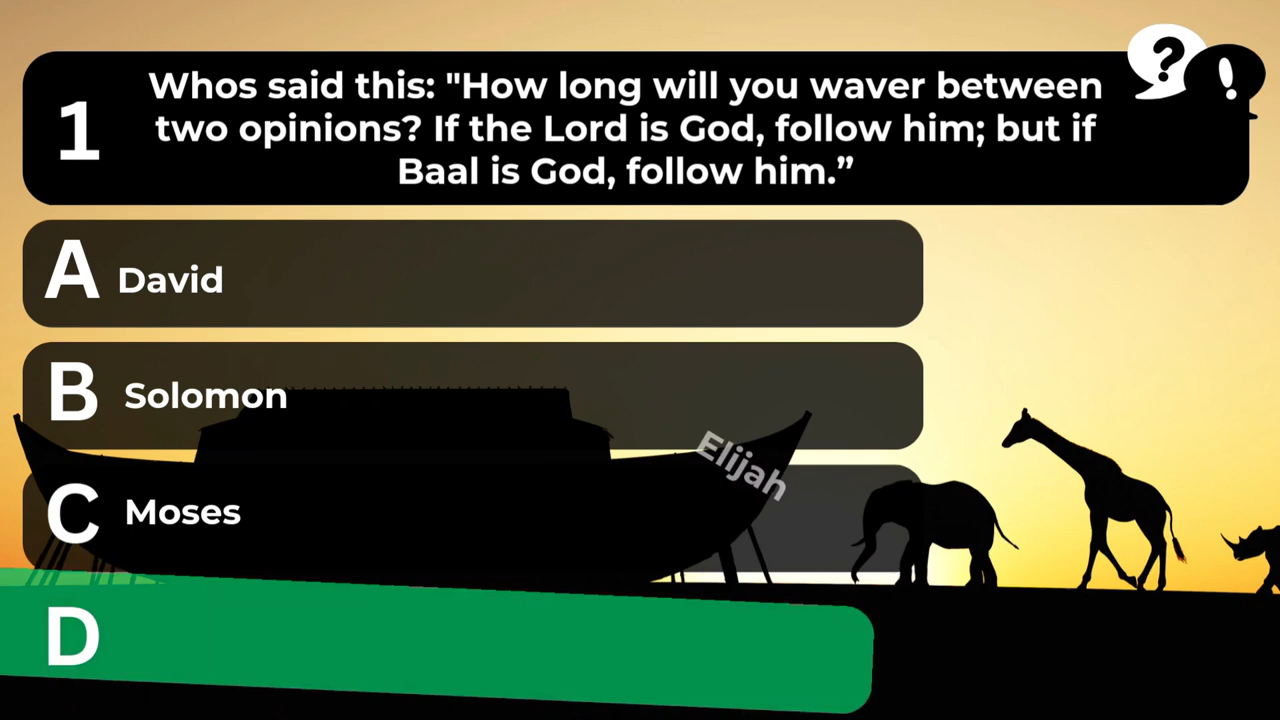 1
Whos said this: "How long will you waver between
two opinions? If the Lord is God, follow him; but if
Baal is God, follow him.”
? !
A David
B Solomon
Elijah
C Moses
D